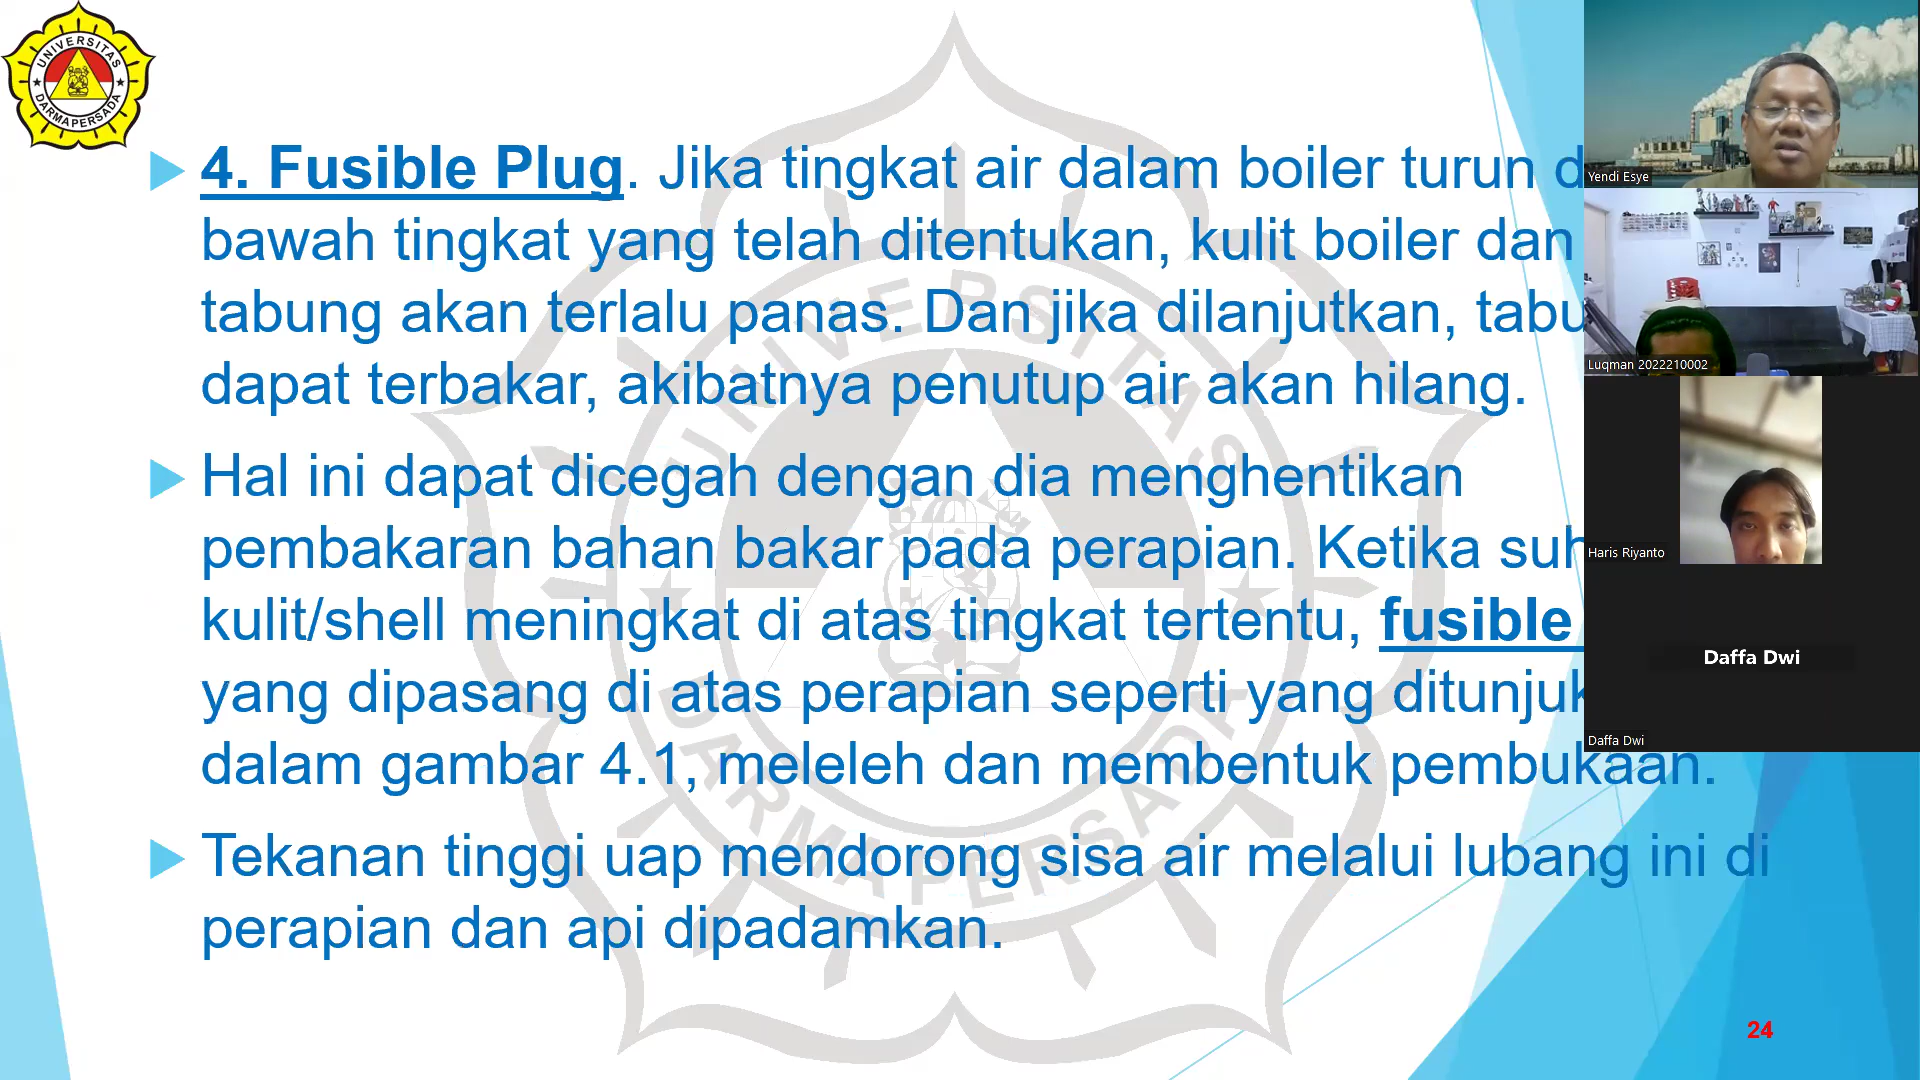 UNIVERSITAS
DARMAPERSADA
4. Fusible Plug. Jika tingkat air dalam boiler turun d
bawah tingkat yang telah ditentukan, kulit boiler dan
tabung akan terlalu panas. Dan jika dilanjutkan, tabu
dapat terbakar, akibatnya penutup air akan hilang.
Hal ini dapat dicegah dengan dia menghentikan
pembakaran bahan bakar pada perapian. Ketika suh
kulit/shell meningkat di atas tingkat tertentu, fusible
yang dipasang di atas perapian seperti yang ditunjuk
dalam gambar 4.1, meleleh dan membentuk pembukaan.
Tekanan tinggi uap mendorong sisa air melalui lubang ini di
perapian dan api dipadamkan.
24
UNIVERSITAS
DARMA PERSADA
Yendi Esye
Luqman 2022210002
Haris Riyanto
Daffa Dwi
Daffa Dwi